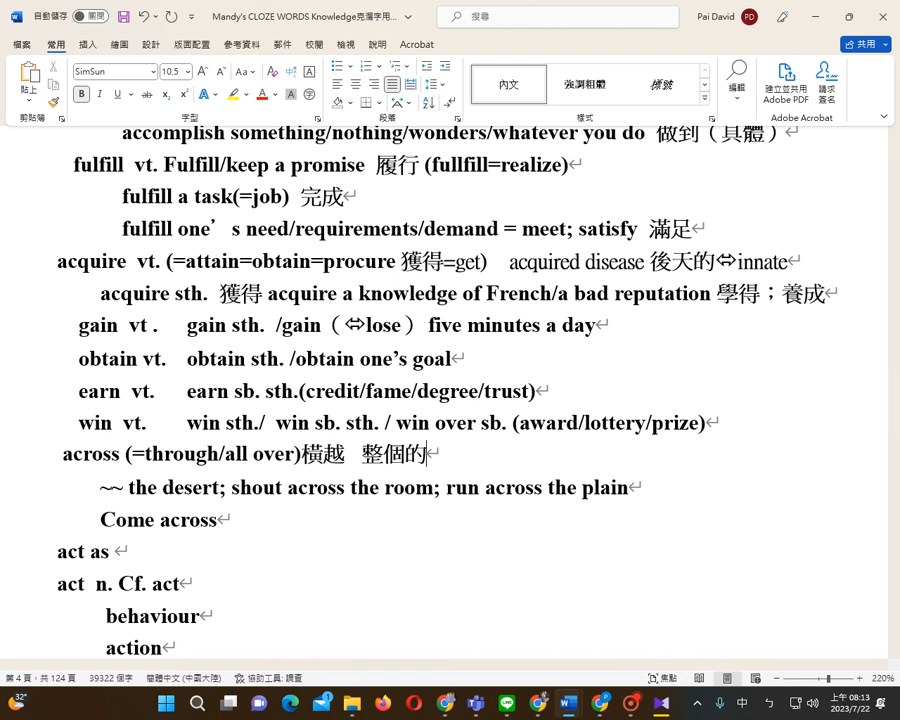 自動儲存 關閉 Mandy's CLOZE WORDS Knowledge克漏字用... 搜尋 Pai David PD
檔案 常用 插入 繪圖 設計 版面配置 參考資料 郵件 校閱 檢視 說明 Acrobat 共用
貼上 SimSun 10.5 內文 強調粗體 標號 編輯 建立並共用 Adobe PDF 請求簽名
剪貼簿 字型 段落 樣式 Adobe Acrobat
accomplish something/nothing/wonders/whatever you do 做到（具體）
fulfill vt. Fulfill/keep a promise 履行 (fullfill=realize)
fulfill a task(=job) 完成
fulfill one’s need/requirements/demand = meet; satisfy 滿足
acquire vt. (=attain=obtain=procure 獲得=get) acquired disease 後天的⇔innate
acquire sth. 獲得 acquire a knowledge of French/a bad reputation 學得；養成
gain vt . gain sth. /gain（⇔lose） five minutes a day
obtain vt. obtain sth. /obtain one’s goal
earn vt. earn sb. sth.(credit/fame/degree/trust)
win vt. win sth./ win sb. sth. / win over sb. (award/lottery/prize)
across (=through/all over)橫越 整個的
~~ the desert; shout across the room; run across the plain
Come across
act as
act n. Cf. act
behaviour
action
第 4 頁，共 124 頁 39322 個字 簡體中文 (中國大陸) 協助工具: 調查 焦點 220%
32° 中 上午 08:13
2023/7/22